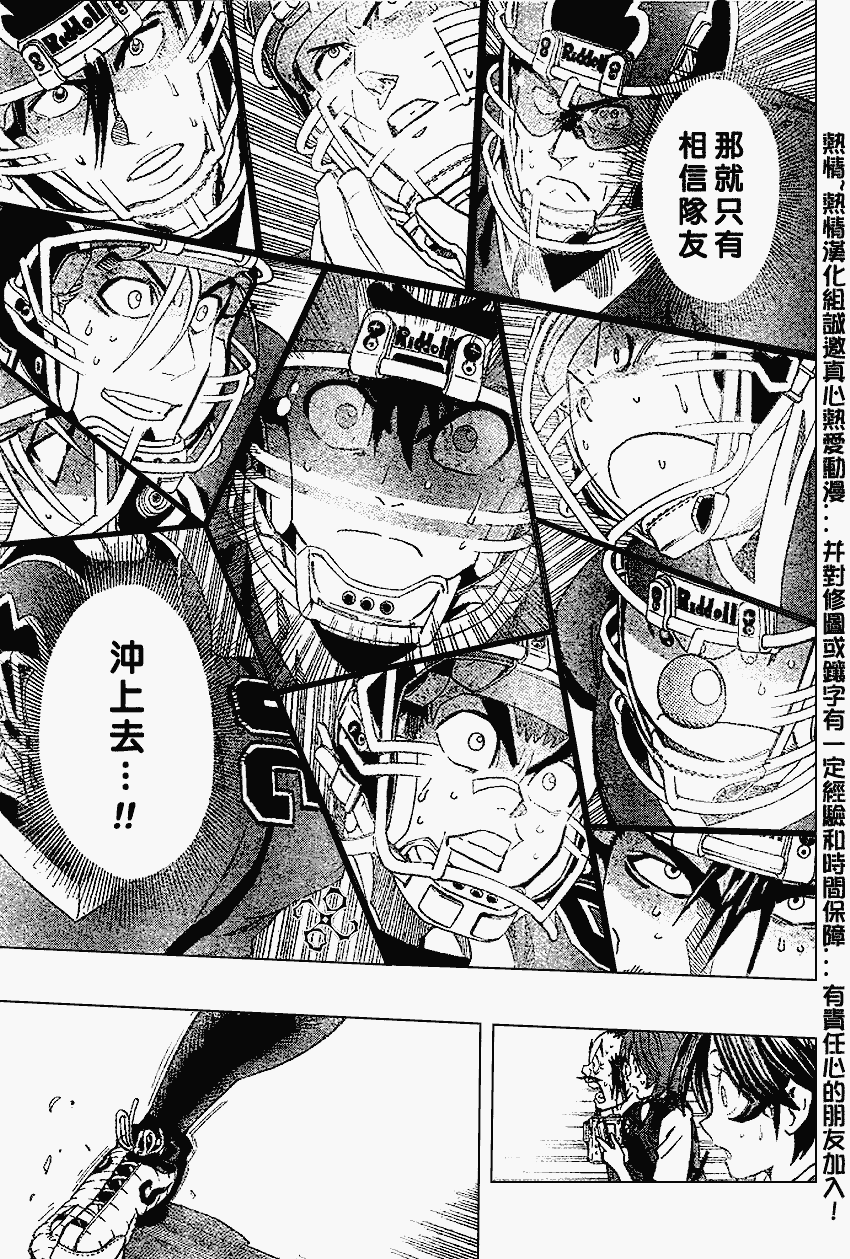 那就只有
相信隊友
沖上去…!!
Riddell
Riddell
Riddell
Riddell
熱情~熱情漢化組誠邀真心熱愛動漫...并對修圖或鑲字有一定經驗和時間保障...有責任心的朋友加入!